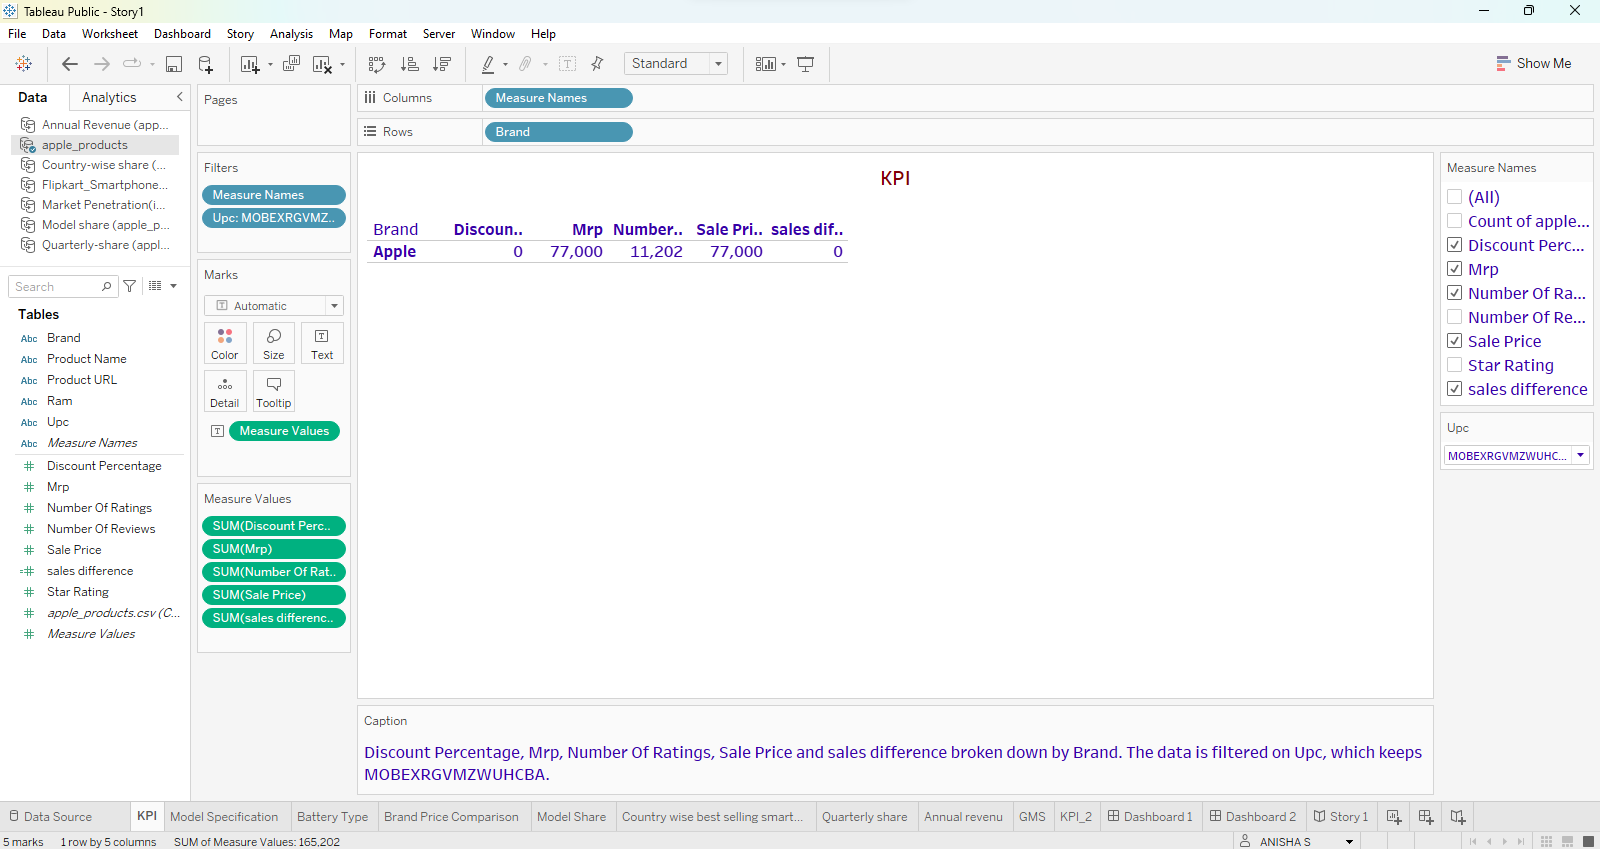 Tableau Public - Story1
File Data Worksheet Dashboard Story Analysis Map Format Server Window Help
Standard
Show Me
Data Analytics
Annual Revenue (app...
apple_products
Country-wise share (...
Flipkart_Smartphone...
Market Penetration(i...
Model share (apple_p...
Quarterly-share (appl...
Search
Tables
Abc Brand
Abc Product Name
Abc Product URL
Abc Ram
Abc Upc
Abc Measure Names
# Discount Percentage
# Mrp
# Number Of Ratings
# Number Of Reviews
# Sale Price
=# sales difference
# Star Rating
# apple_products.csv (C...
# Measure Values
Pages
Filters
Measure Names
Upc: MOBEXRGVMZ..
Marks
T Automatic
Color Size T Text
Detail Tooltip
T Measure Values
Measure Values
SUM(Discount Perc..
SUM(Mrp)
SUM(Number Of Rat..
SUM(Sale Price)
SUM(sales differenc..
Columns Measure Names
Rows Brand
KPI
Brand Discoun.. Mrp Number.. Sale Pri.. sales dif..
Apple 0 77,000 11,202 77,000 0
Caption
Discount Percentage, Mrp, Number Of Ratings, Sale Price and sales difference broken down by Brand. The data is filtered on Upc, which keeps
MOBEXRGVMZWUHCBA.
Measure Names
(All)
Count of apple...
Discount Perc...
Mrp
Number Of Ra...
Number Of Re...
Sale Price
Star Rating
sales difference
Upc
MOBEXRGVMZWUHC...
Data Source KPI Model Specification Battery Type Brand Price Comparison Model Share Country wise best selling smart... Quarterly share Annual revenu GMS KPI_2 Dashboard 1 Dashboard 2 Story 1
5 marks 1 row by 5 columns SUM of Measure Values: 165,202 ANISHA S